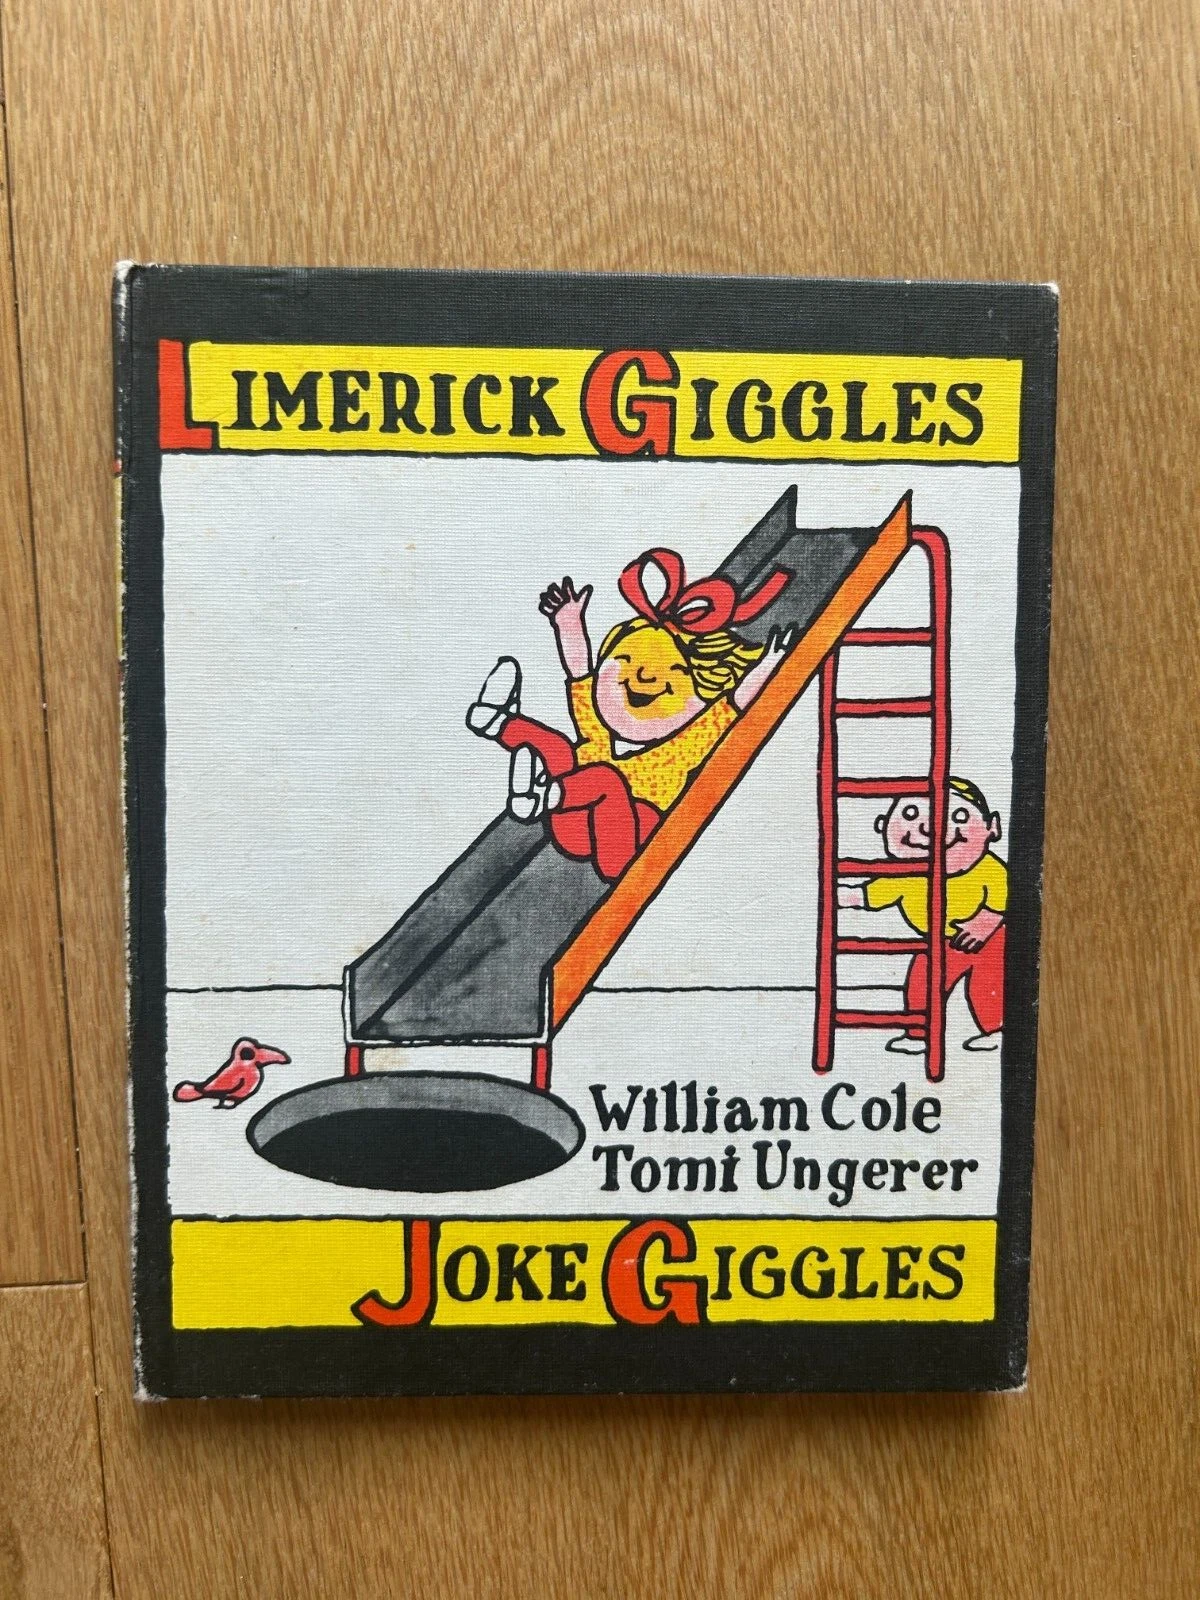 LIMERICK GIGGLES
William Cole
Tomi Ungerer
JOKE GIGGLES